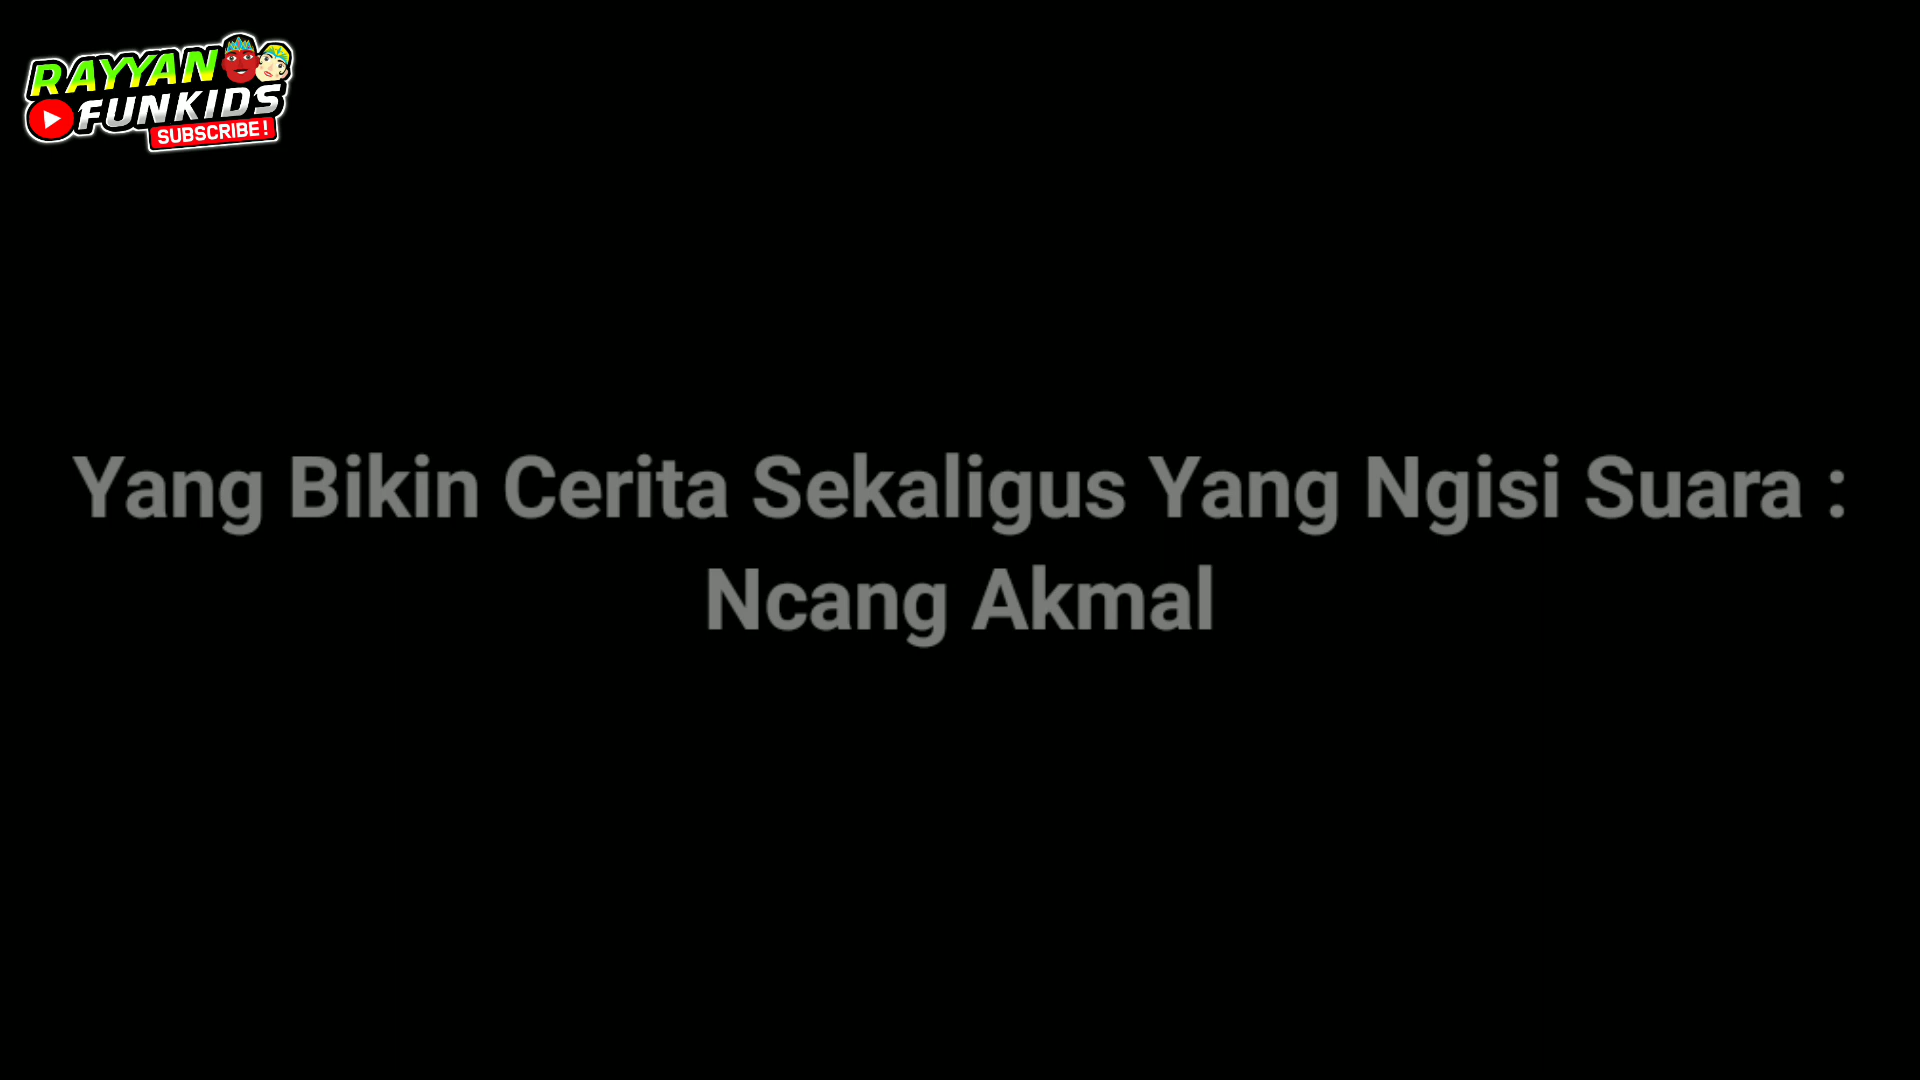 RAYYAN
FUNKIDS
SUBSCRIBE!
Yang Bikin Cerita Sekaligus Yang Ngisi Suara :
Ncang Akmal